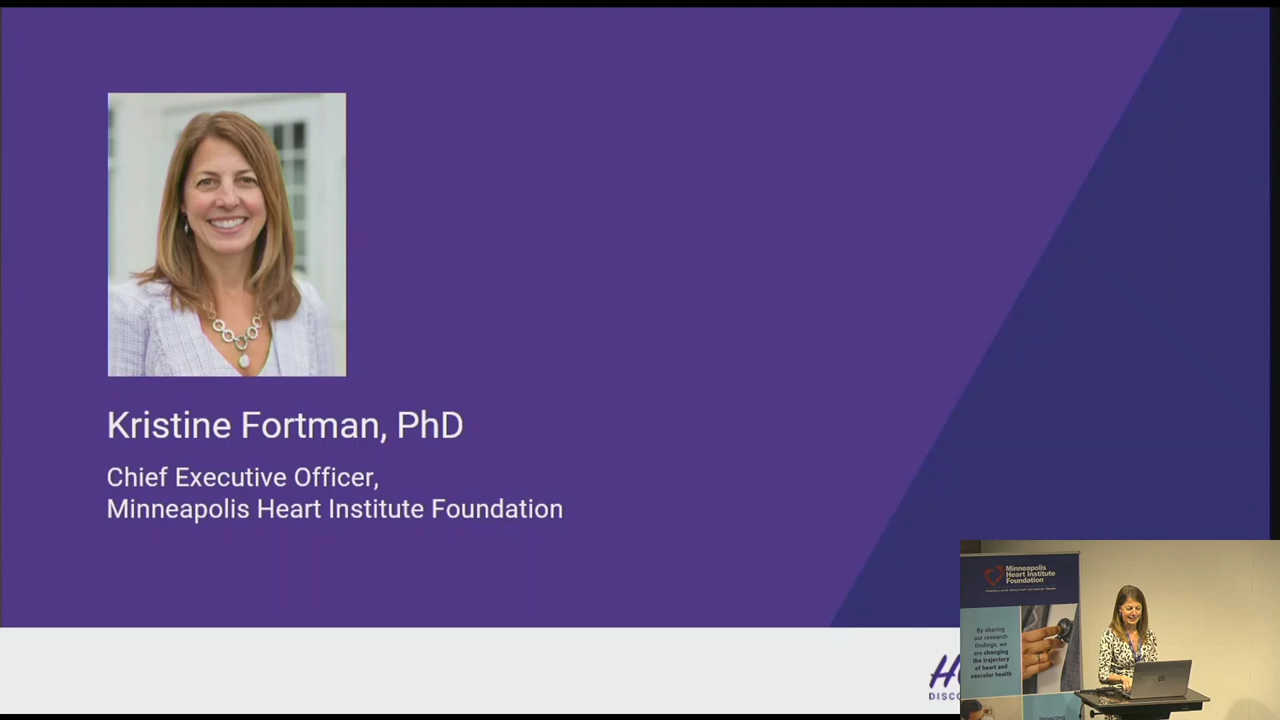 Kristine Fortman, PhD
Chief Executive Officer,
Minneapolis Heart Institute Foundation
Minneapolis
Heart Institute
Foundation
By sharing
our research
findings, we
are changing
the trajectory
of heart and
vascular health